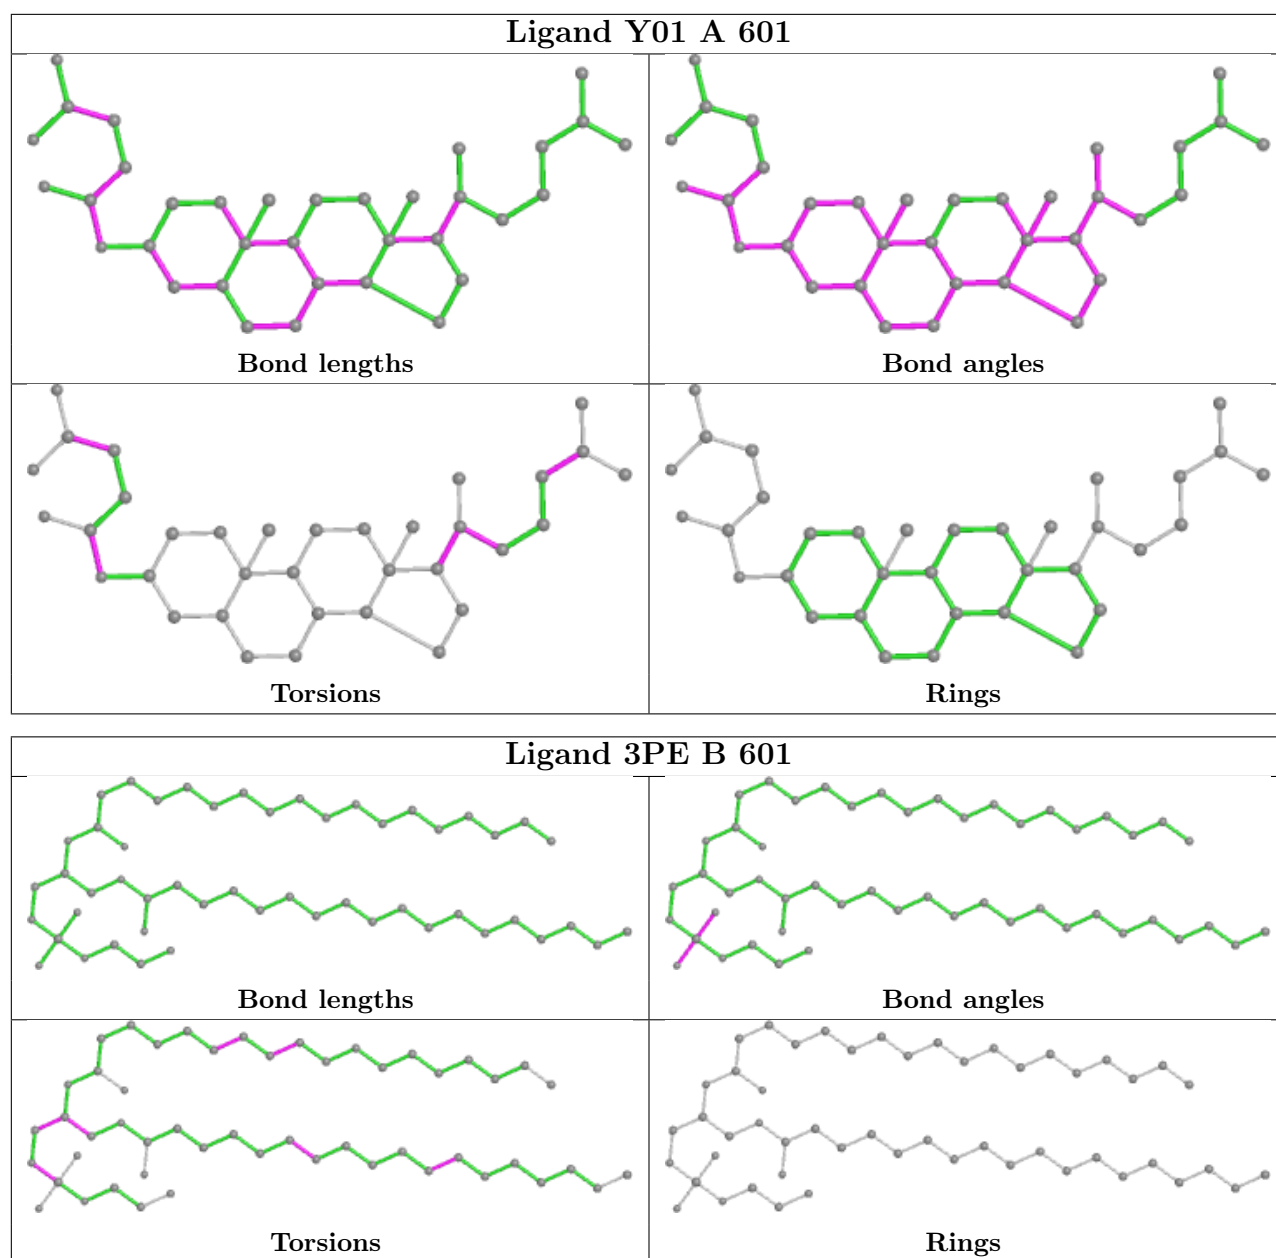 Ligand Y01 A 601
Bond lengths
Bond angles
Torsions
Rings
Ligand 3PE B 601
Bond lengths
Bond angles
Torsions
Rings